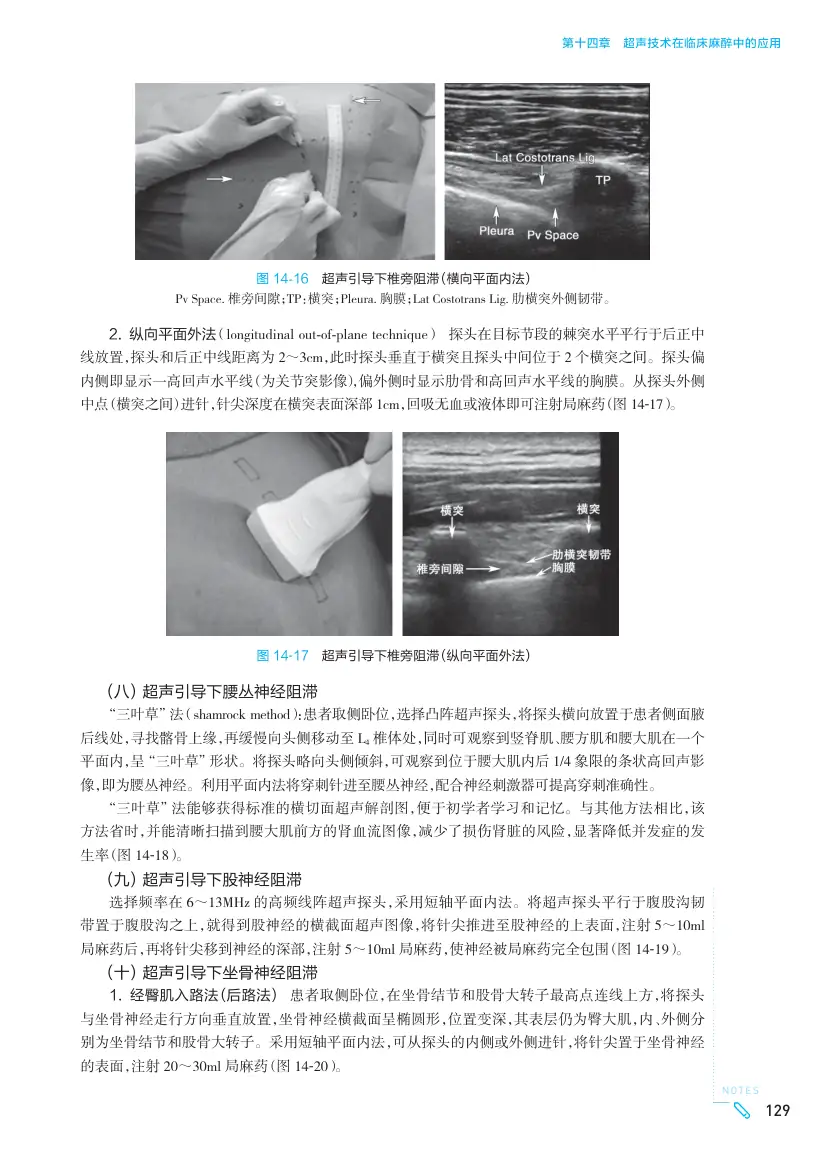 第十四章 超声技术在临床麻醉中的应用
Lat Costotrans Lig
TP
Pleura
Pv Space
图 14-16 超声引导下椎旁阻滞(横向平面内法)
Pv Space. 椎旁间隙;TP:横突;Pleura. 胸膜;Lat Costotrans Lig. 肋横突外侧韧带。
2. 纵向平面外法(longitudinal out-of-plane technique) 探头在目标节段的棘突水平平行于后正中
线放置,探头和后正中线距离为 2～3cm,此时探头垂直于横突且探头中间位于 2 个横突之间。探头偏
内侧即显示一高回声水平线(为关节突影像),偏外侧时显示肋骨和高回声水平线的胸膜。从探头外侧
中点(横突之间)进针,针尖深度在横突表面深部 1cm,回吸无血或液体即可注射局麻药(图 14-17)。
横突
横突
肋横突韧带
椎旁间隙
胸膜
图 14-17 超声引导下椎旁阻滞(纵向平面外法)
(八)超声引导下腰丛神经阻滞
“三叶草”法(shamrock method):患者取侧卧位,选择凸阵超声探头,将探头横向放置于患者侧面腋
后线处,寻找髂骨上缘,再缓慢向头侧移动至 L₄ 椎体处,同时可观察到竖脊肌、腰方肌和腰大肌在一个
平面内,呈“三叶草”形状。将探头略向头侧倾斜,可观察到位于腰大肌内后 1/4 象限的条状高回声影
像,即为腰丛神经。利用平面内法将穿刺针进至腰丛神经,配合神经刺激器可提高穿刺准确性。
“三叶草”法能够获得标准的横切面超声解剖图,便于初学者学习和记忆。与其他方法相比,该
方法省时,并能清晰扫描到腰大肌前方的肾血流图像,减少了损伤肾脏的风险,显著降低并发症的发
生率(图 14-18)。
(九)超声引导下股神经阻滞
选择频率在 6～13MHz 的高频线阵超声探头,采用短轴平面内法。将超声探头平行于腹股沟韧
带置于腹股沟之上,就得到股神经的横截面超声图像,将针尖推进至股神经的上表面,注射 5～10ml
局麻药后,再将针尖移到神经的深部,注射 5～10ml 局麻药,使神经被局麻药完全包围(图 14-19)。
(十)超声引导下坐骨神经阻滞
1. 经臀肌入路法(后路法) 患者取侧卧位,在坐骨结节和股骨大转子最高点连线上方,将探头
与坐骨神经走行方向垂直放置,坐骨神经横截面呈椭圆形,位置变深,其表层仍为臀大肌,内、外侧分
别为坐骨结节和股骨大转子。采用短轴平面内法,可从探头的内侧或外侧进针,将针尖置于坐骨神经
的表面,注射 20～30ml 局麻药(图 14-20)。
NOTES
129